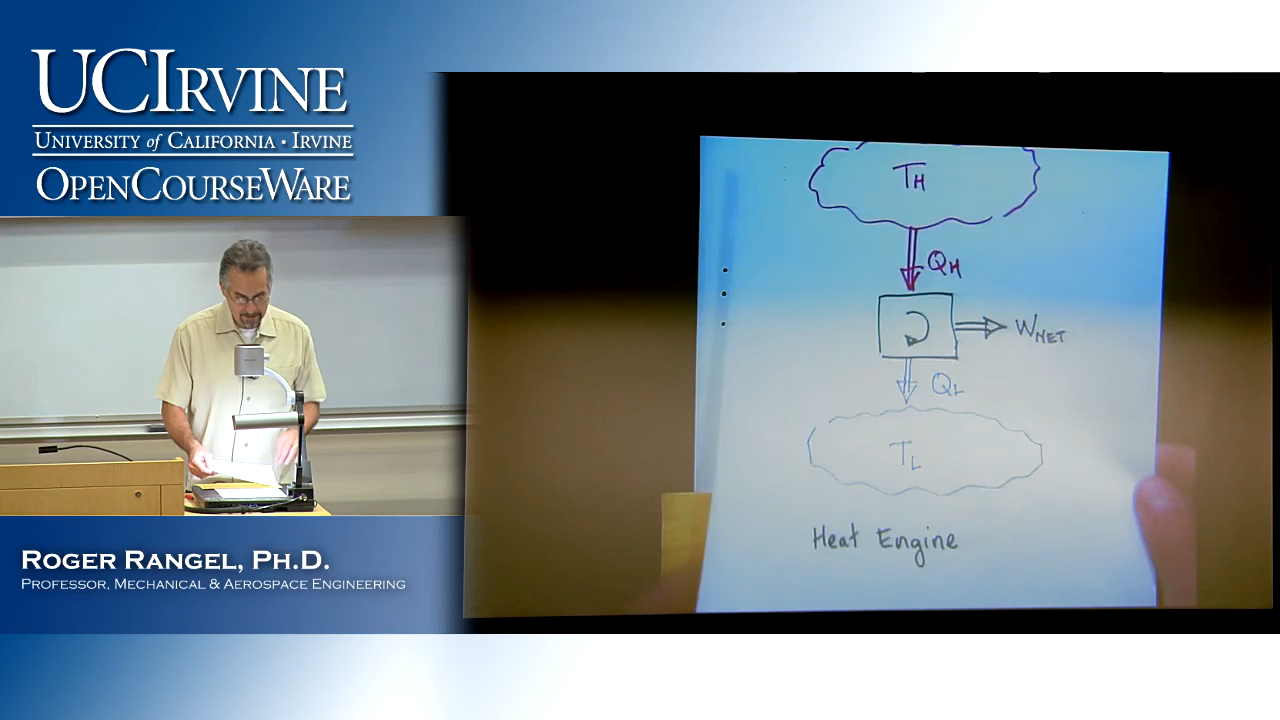 UCIRVINE
UNIVERSITY of CALIFORNIA · IRVINE
OPENCOURSEWARE
TH
QH
WNET
QL
TL
Heat Engine
ROGER RANGEL, PH.D.
PROFESSOR, MECHANICAL & AEROSPACE ENGINEERING